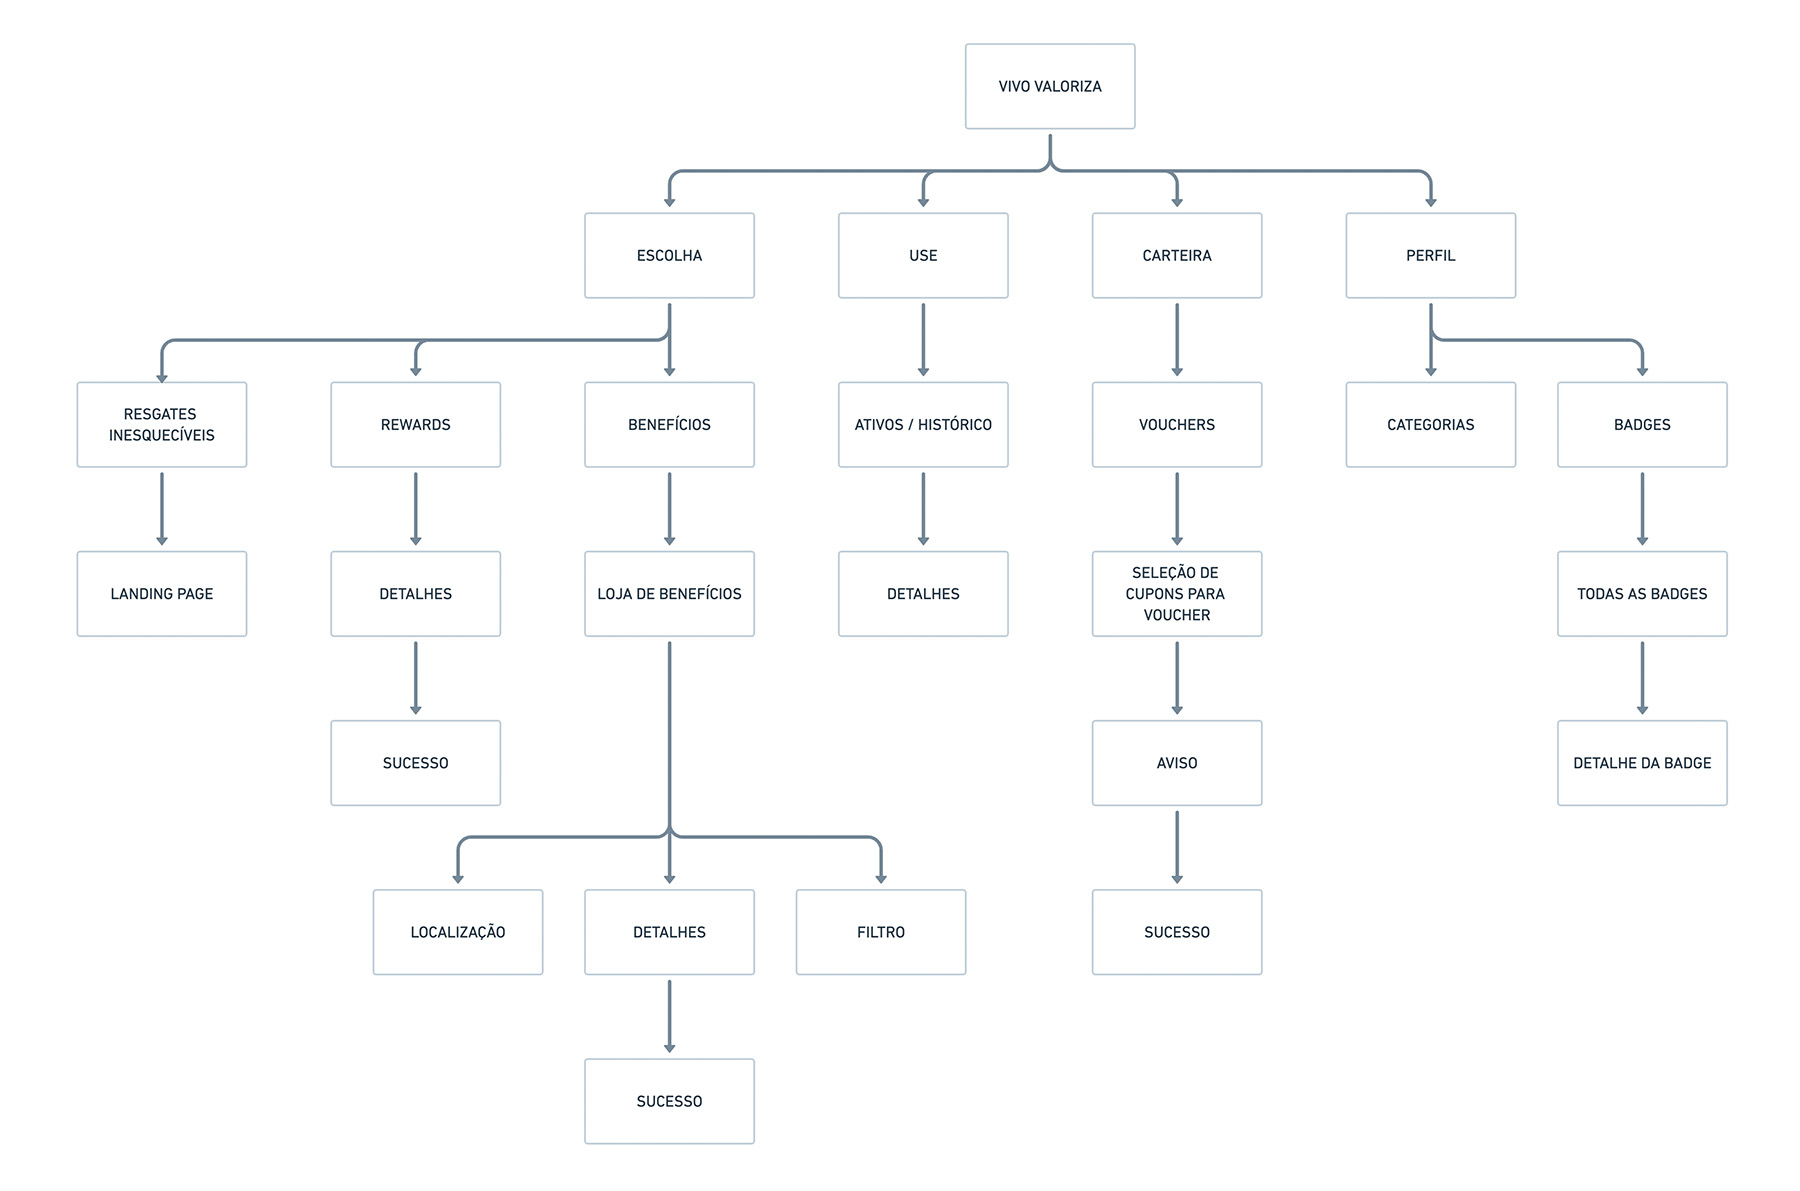 VIVO VALORIZA
ESCOLHA
USE
CARTEIRA
PERFIL
RESGATES
INESQUECÍVEIS
REWARDS
BENEFÍCIOS
ATIVOS / HISTÓRICO
VOUCHERS
CATEGORIAS
BADGES
LANDING PAGE
DETALHES
LOJA DE BENEFÍCIOS
DETALHES
SELEÇÃO DE
CUPONS PARA
VOUCHER
TODAS AS BADGES
SUCESSO
AVISO
DETALHE DA BADGE
LOCALIZAÇÃO
DETALHES
FILTRO
SUCESSO
SUCESSO